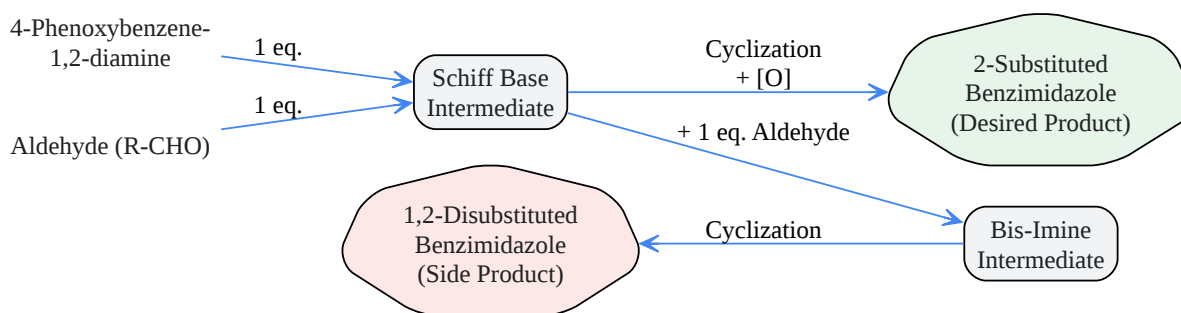 4-Phenoxybenzene-
1,2-diamine
1 eq.
1 eq.
Aldehyde (R-CHO)
Schiff Base
Intermediate
Cyclization
+ [O]
2-Substituted
Benzimidazole
(Desired Product)
+ 1 eq. Aldehyde
1,2-Disubstituted
Benzimidazole
(Side Product)
Cyclization
Bis-Imine
Intermediate